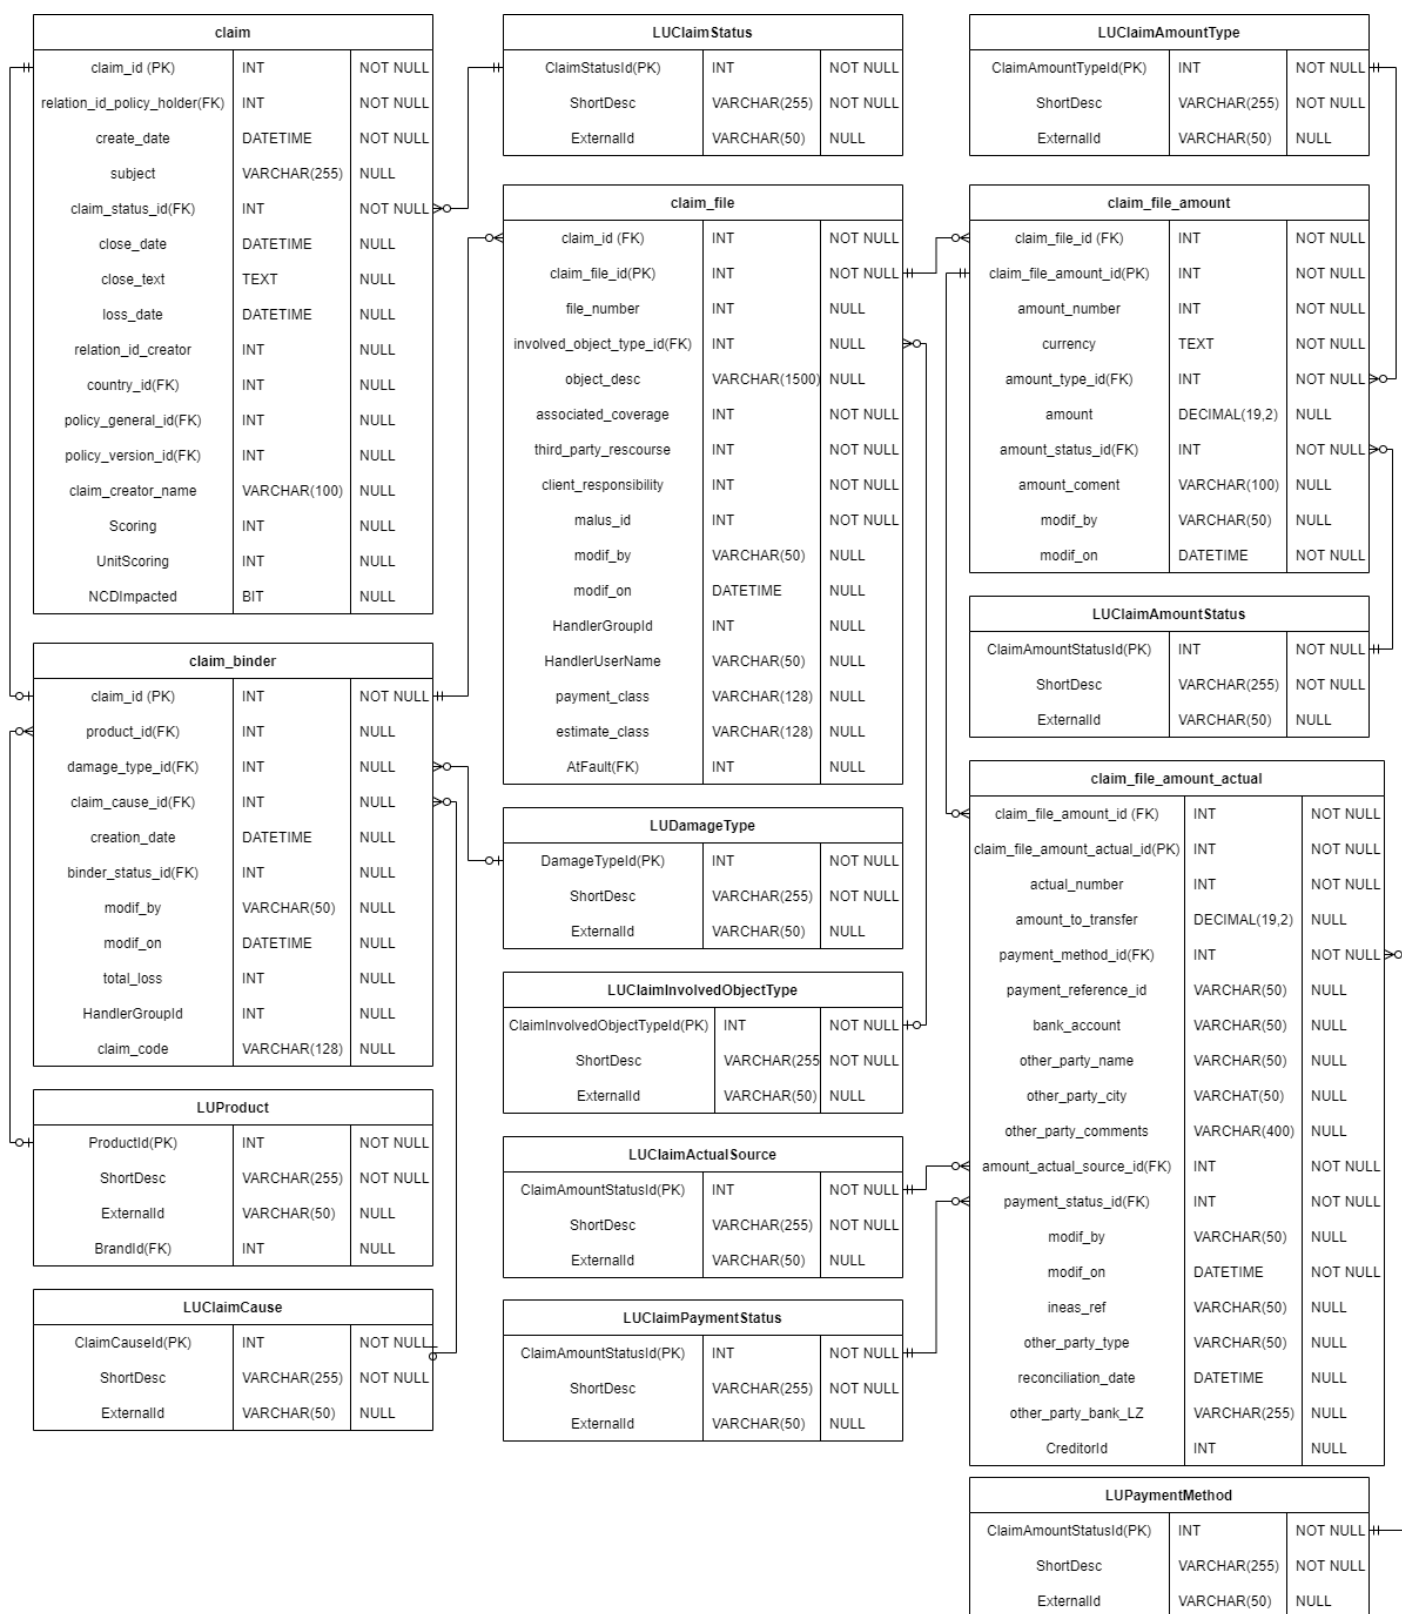 claim
claim_id (PK) INT NOT NULL
relation_id_policy_holder(FK) INT NOT NULL
create_date DATETIME NOT NULL
subject VARCHAR(255) NULL
claim_status_id(FK) INT NOT NULL
close_date DATETIME NULL
close_text TEXT NULL
loss_date DATETIME NULL
relation_id_creator INT NULL
country_id(FK) INT NULL
policy_general_id(FK) INT NULL
policy_version_id(FK) INT NULL
claim_creator_name VARCHAR(100) NULL
Scoring INT NULL
UnitScoring INT NULL
NCDImpacted BIT NULL
claim_binder
claim_id (PK) INT NOT NULL
product_id(FK) INT NULL
damage_type_id(FK) INT NULL
claim_cause_id(FK) INT NULL
creation_date DATETIME NULL
binder_status_id(FK) INT NULL
modif_by VARCHAR(50) NULL
modif_on DATETIME NULL
total_loss INT NULL
HandlerGroupId INT NULL
claim_code VARCHAR(128) NULL
LUProduct
ProductId(PK) INT NOT NULL
ShortDesc VARCHAR(255) NOT NULL
ExternalId VARCHAR(50) NULL
BrandId(FK) INT NULL
LUClaimCause
ClaimCauseId(PK) INT NOT NULL
ShortDesc VARCHAR(255) NOT NULL
ExternalId VARCHAR(50) NULL
LUClaimStatus
ClaimStatusId(PK) INT NOT NULL
ShortDesc VARCHAR(255) NOT NULL
ExternalId VARCHAR(50) NULL
claim_file
claim_id (FK) INT NOT NULL
claim_file_id(PK) INT NOT NULL
file_number INT NULL
involved_object_type_id(FK) INT NULL
object_desc VARCHAR(1500) NULL
associated_coverage INT NOT NULL
third_party_rescourse INT NOT NULL
client_responsibility INT NOT NULL
malus_id INT NOT NULL
modif_by VARCHAR(50) NULL
modif_on DATETIME NULL
HandlerGroupId INT NULL
HandlerUserName VARCHAR(50) NULL
payment_class VARCHAR(128) NULL
estimate_class VARCHAR(128) NULL
AtFault(FK) INT NULL
LUDamageType
DamageTypeId(PK) INT NOT NULL
ShortDesc VARCHAR(255) NOT NULL
ExternalId VARCHAR(50) NULL
LUClaimInvolvedObjectType
ClaimInvolvedObjectTypeId(PK) INT NOT NULL
ShortDesc VARCHAR(255 NOT NULL
ExternalId VARCHAR(50) NULL
LUClaimActualSource
ClaimAmountStatusId(PK) INT NOT NULL
ShortDesc VARCHAR(255) NOT NULL
ExternalId VARCHAR(50) NULL
LUClaimPaymentStatus
ClaimAmountStatusId(PK) INT NOT NULL
ShortDesc VARCHAR(255) NOT NULL
ExternalId VARCHAR(50) NULL
LUClaimAmountType
ClaimAmountTypeId(PK) INT NOT NULL
ShortDesc VARCHAR(255) NOT NULL
ExternalId VARCHAR(50) NULL
claim_file_amount
claim_file_id (FK) INT NOT NULL
claim_file_amount_id(PK) INT NOT NULL
amount_number INT NOT NULL
currency TEXT NOT NULL
amount_type_id(FK) INT NOT NULL
amount DECIMAL(19,2) NULL
amount_status_id(FK) INT NOT NULL
amount_coment VARCHAR(100) NULL
modif_by VARCHAR(50) NULL
modif_on DATETIME NOT NULL
LUClaimAmountStatus
ClaimAmountStatusId(PK) INT NOT NULL
ShortDesc VARCHAR(255) NOT NULL
ExternalId VARCHAR(50) NULL
claim_file_amount_actual
claim_file_amount_id (FK) INT NOT NULL
claim_file_amount_actual_id(PK) INT NOT NULL
actual_number INT NOT NULL
amount_to_transfer DECIMAL(19,2) NULL
payment_method_id(FK) INT NOT NULL
payment_reference_id VARCHAR(50) NULL
bank_account VARCHAR(50) NULL
other_party_name VARCHAR(50) NULL
other_party_city VARCHAT(50) NULL
other_party_comments VARCHAR(400) NULL
amount_actual_source_id(FK) INT NOT NULL
payment_status_id(FK) INT NOT NULL
modif_by VARCHAR(50) NULL
modif_on DATETIME NOT NULL
ineas_ref VARCHAR(50) NULL
other_party_type VARCHAR(50) NULL
reconciliation_date DATETIME NULL
other_party_bank_LZ VARCHAR(255) NULL
CreditorId INT NULL
LUPaymentMethod
ClaimAmountStatusId(PK) INT NOT NULL
ShortDesc VARCHAR(255) NOT NULL
ExternalId VARCHAR(50) NULL